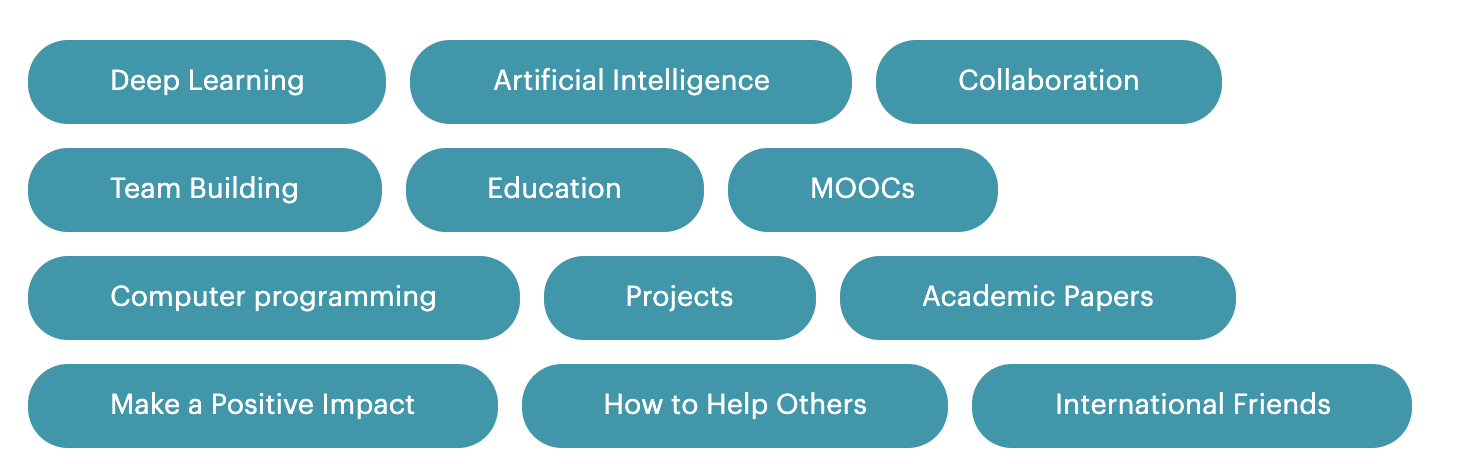 Deep Learning Artificial Intelligence Collaboration
Team Building Education MOOCs
Computer programming Projects Academic Papers
Make a Positive Impact How to Help Others International Friends